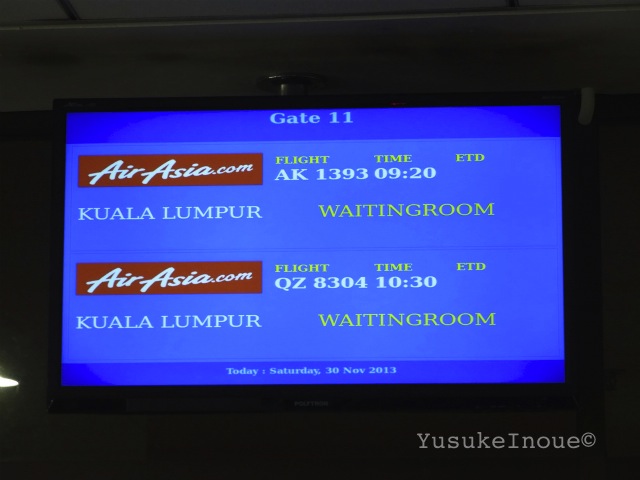 Gate 11
AirAsia.com
FLIGHT TIME ETD
AK 1393 09:20
KUALA LUMPUR WAITINGROOM
AirAsia.com
FLIGHT TIME ETD
QZ 8304 10:30
KUALA LUMPUR WAITINGROOM
Today : Saturday, 30 Nov 2013
YusukeInoue©